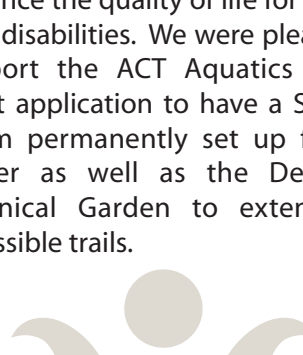 nce the quality of life for
disabilities. We were plea
port the ACT Aquatics
t application to have a S
m permanently set up f
er as well as the De
nical Garden to exten
ssible trails.